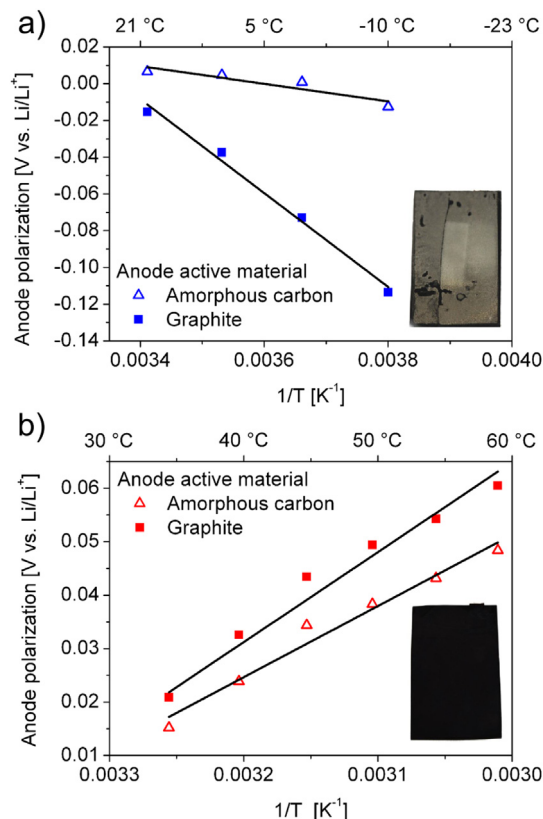 a)
21 °C 5 °C -10 °C -23 °C
0.02
0.00
-0.02
-0.04
-0.06
-0.08
-0.10
-0.12
-0.14
Anode polarization [V vs. Li/Li⁺]
Anode active material
Amorphous carbon
Graphite
0.0034 0.0036 0.0038 0.0040
1/T [K⁻¹]
b)
30 °C 40 °C 50 °C 60 °C
0.06
0.05
0.04
0.03
0.02
0.01
Anode polarization [V vs. Li/Li⁺]
Anode active material
Amorphous carbon
Graphite
0.0033 0.0032 0.0031 0.0030
1/T [K⁻¹]